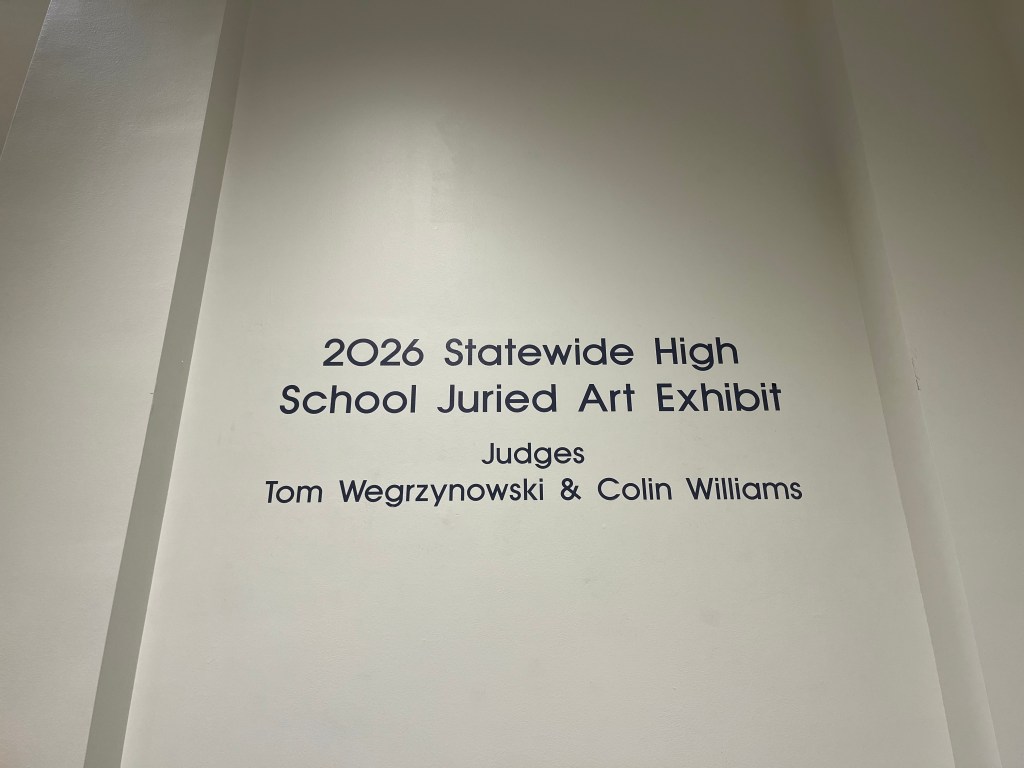 2026 Statewide High
School Juried Art Exhibit
Judges
Tom Wegrzynowski & Colin Williams